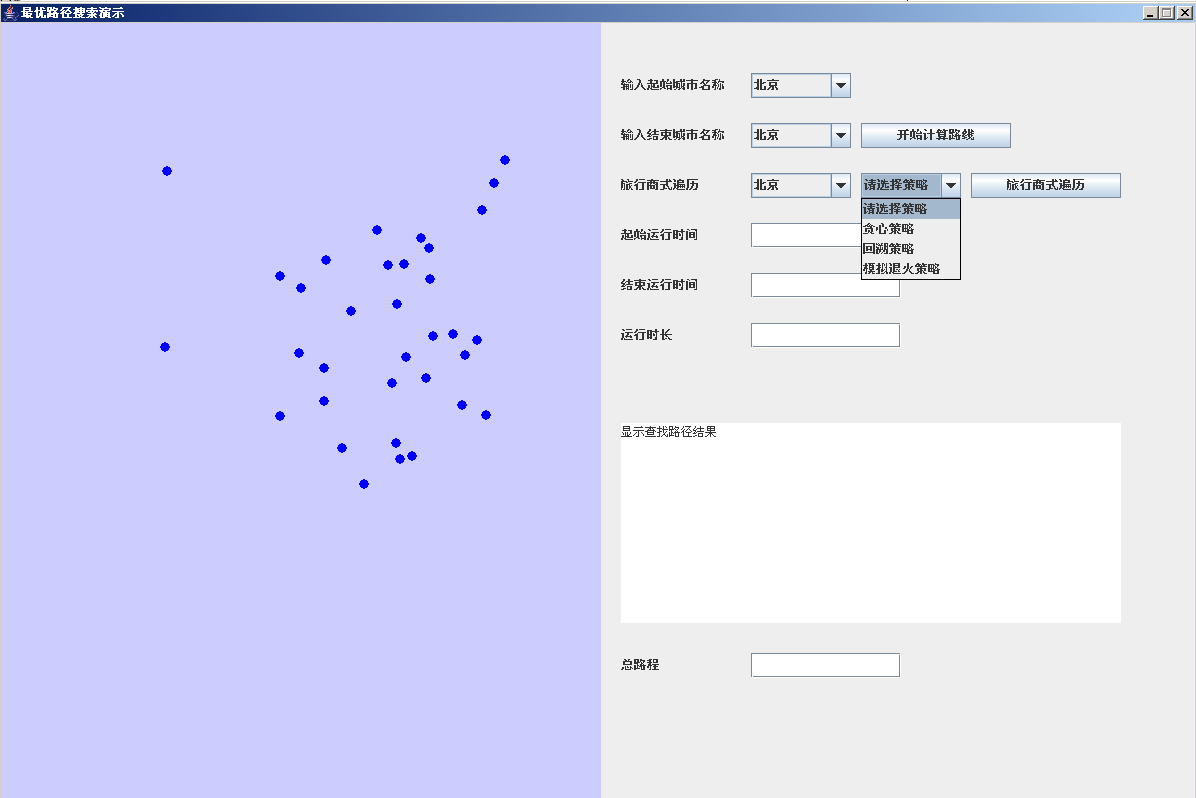 最优路径搜索演示
输入起始城市名称 北京
输入结束城市名称 北京 开始计算路线
旅行商式遍历 北京 请选择策略 旅行商式遍历
请选择策略
贪心策略
回溯策略
模拟退火策略
起始运行时间
结束运行时间
运行时长
显示查找路径结果
总路程